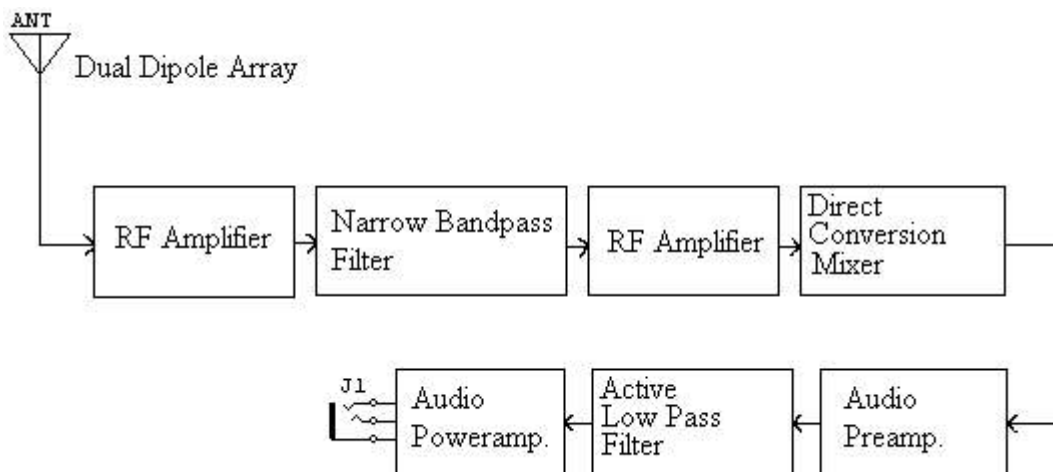 ANT
Dual Dipole Array
RF Amplifier
Narrow Bandpass
Filter
RF Amplifier
Direct
Conversion
Mixer
J1
Audio
Poweramp.
Active
Low Pass
Filter
Audio
Preamp.